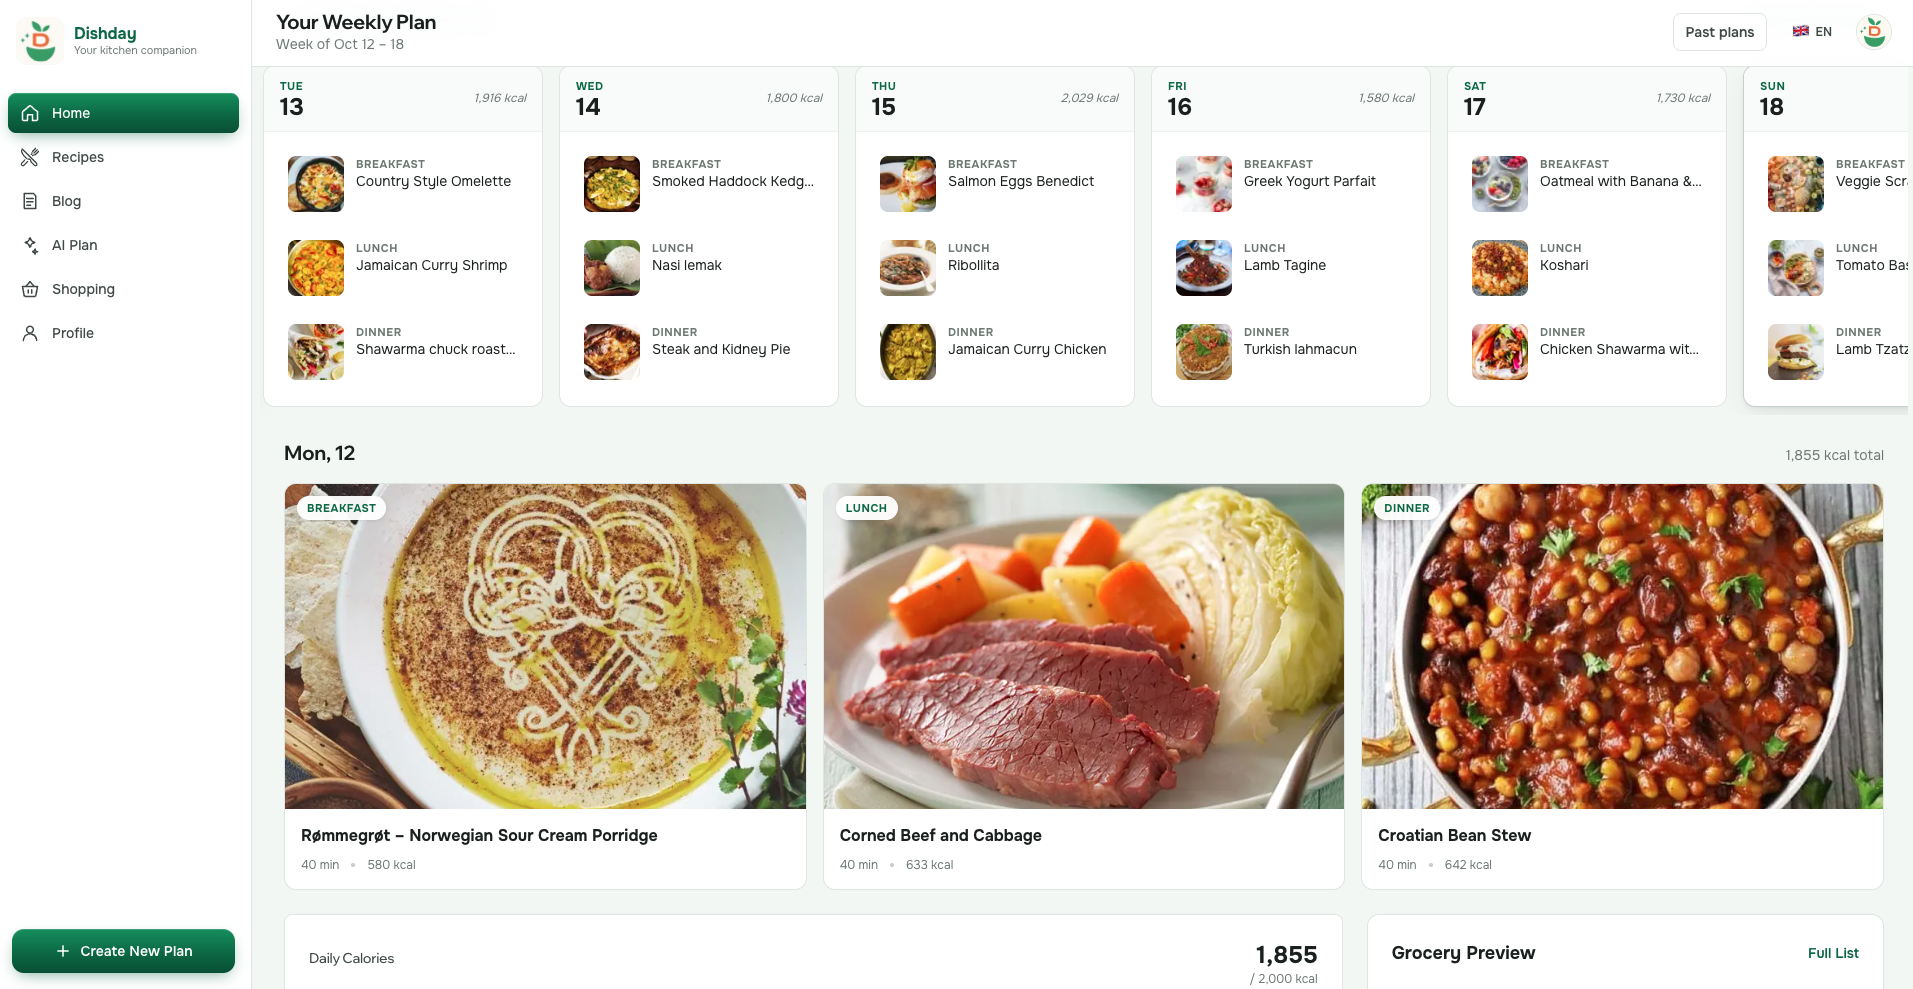 Dishday
Your kitchen companion
Home
Recipes
Blog
AI Plan
Shopping
Profile
Create New Plan
Your Weekly Plan
Week of Oct 12 – 18
Past plans
EN
TUE
13
1,916 kcal
BREAKFAST
Country Style Omelette
LUNCH
Jamaican Curry Shrimp
DINNER
Shawarma chuck roast...
WED
14
1,800 kcal
BREAKFAST
Smoked Haddock Kedg...
LUNCH
Nasi lemak
DINNER
Steak and Kidney Pie
THU
15
2,029 kcal
BREAKFAST
Salmon Eggs Benedict
LUNCH
Ribollita
DINNER
Jamaican Curry Chicken
FRI
16
1,580 kcal
BREAKFAST
Greek Yogurt Parfait
LUNCH
Lamb Tagine
DINNER
Turkish lahmacun
SAT
17
1,730 kcal
BREAKFAST
Oatmeal with Banana &...
LUNCH
Koshari
DINNER
Chicken Shawarma wit...
SUN
18
BREAKFAST
Veggie Scr
LUNCH
Tomato Bas
DINNER
Lamb Tzatz
Mon, 12
1,855 kcal total
BREAKFAST
Rømmegrøt – Norwegian Sour Cream Porridge
40 min • 580 kcal
LUNCH
Corned Beef and Cabbage
40 min • 633 kcal
DINNER
Croatian Bean Stew
40 min • 642 kcal
Daily Calories
1,855
/ 2,000 kcal
Grocery Preview
Full List